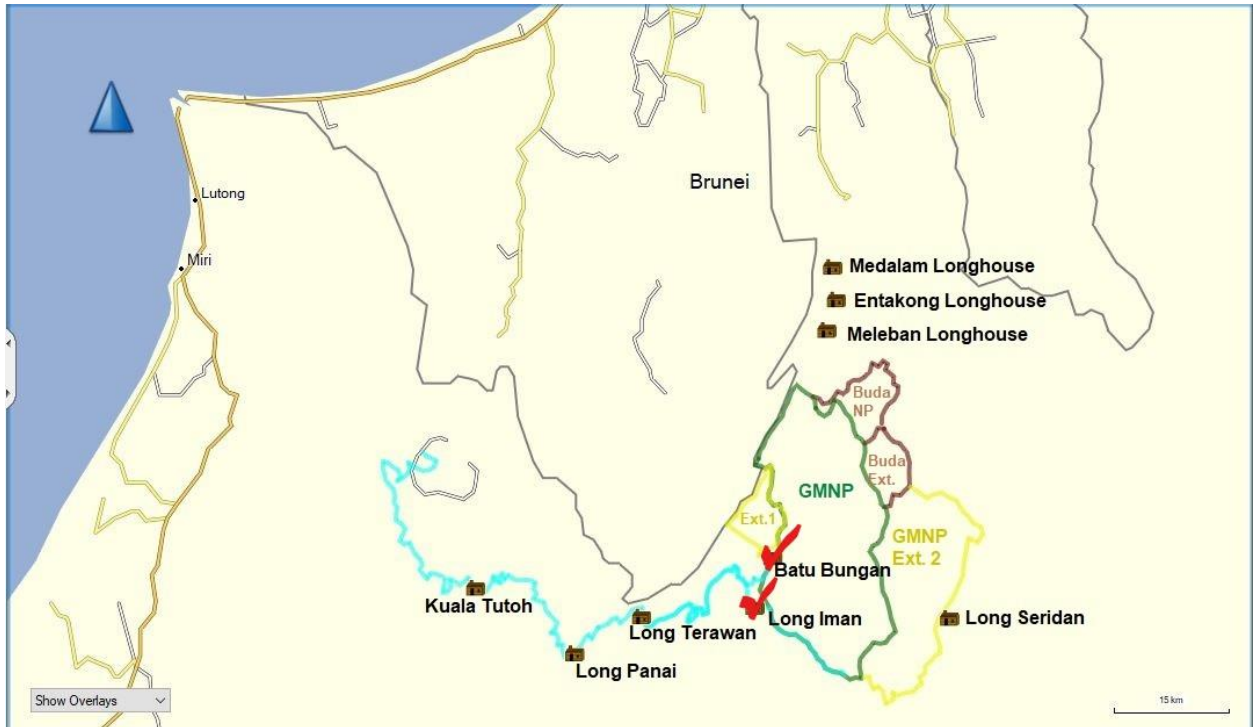 Brunei
Lutong
Miri
Medalam Longhouse
Entakong Longhouse
Meleban Longhouse
Buda
NP
Buda
Ext.
GMNP
Ext.1
GMNP
Ext. 2
Batu Bungan
Kuala Tutoh
Long Iman
Long Seridan
Long Terawan
Long Panai
Show Overlays
15 km